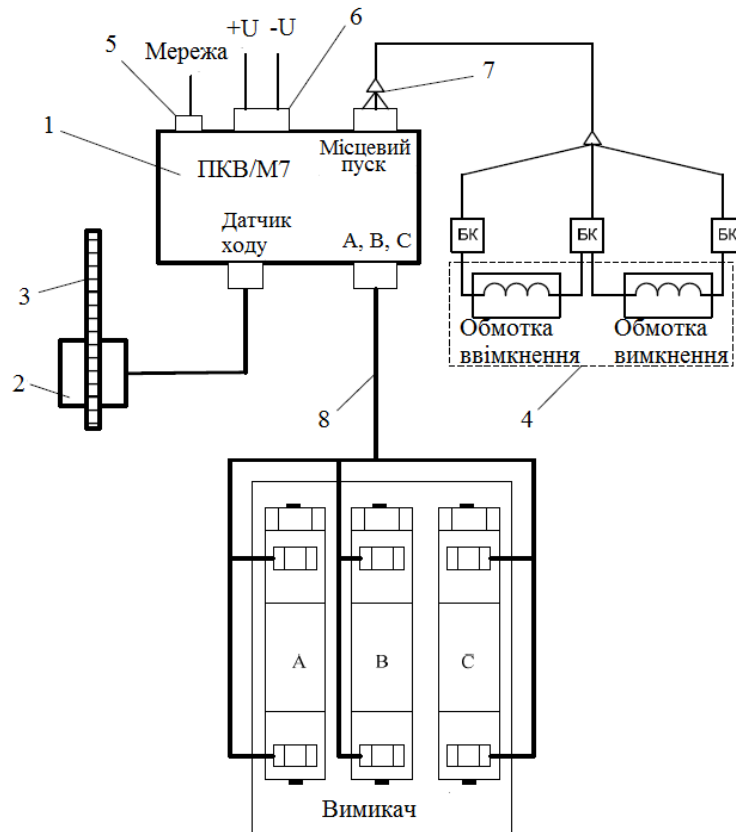 +U -U
6
Мережа
5
7
1
Місцевий
пуск
ПКВ/М7
Датчик
ходу
А, В, С
БК
БК
БК
3
Обмотка
ввімкнення
Обмотка
вимкнення
2
8
4
А
В
С
Вимикач